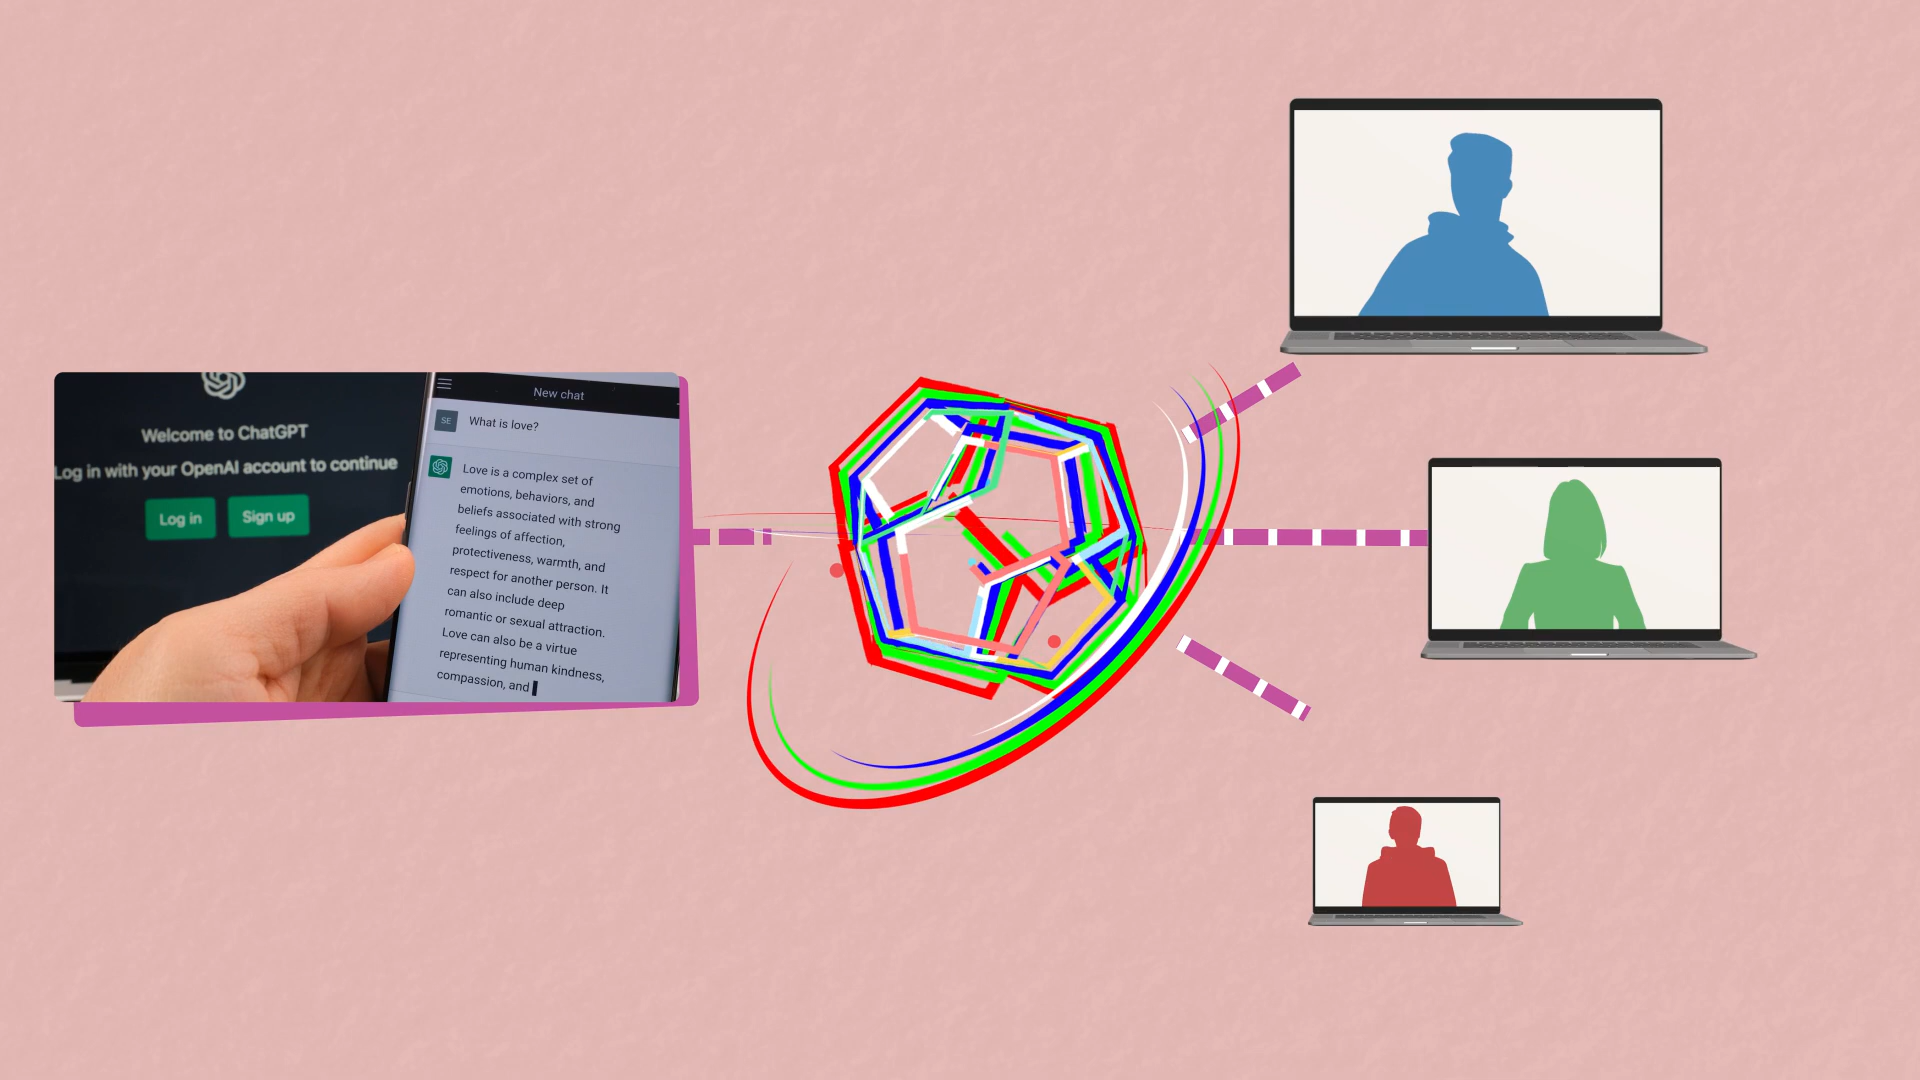 Welcome to ChatGPT
Log in with your OpenAI account to continue
Log in
Sign up
New chat
SE
What is love?
Love is a complex set of
emotions, behaviors, and
beliefs associated with strong
feelings of affection,
protectiveness, warmth, and
respect for another person. It
can also include deep
romantic or sexual attraction.
Love can also be a virtue
representing human kindness,
compassion, and